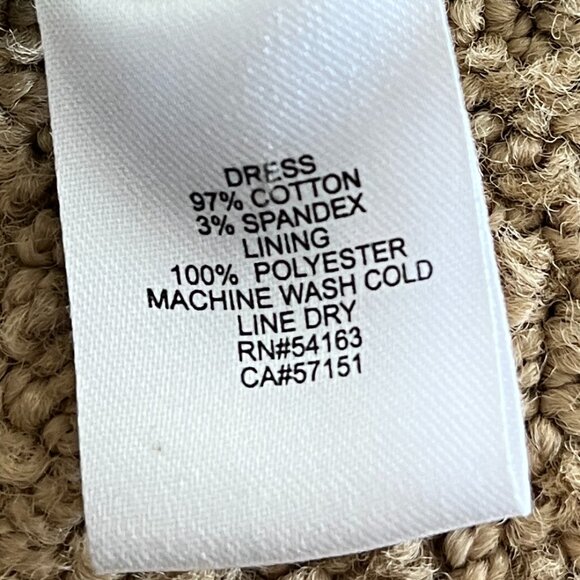 DRESS
97% COTTON
3% SPANDEX
LINING
100% POLYESTER
MACHINE WASH COLD
LINE DRY
RN#54163
CA#57151